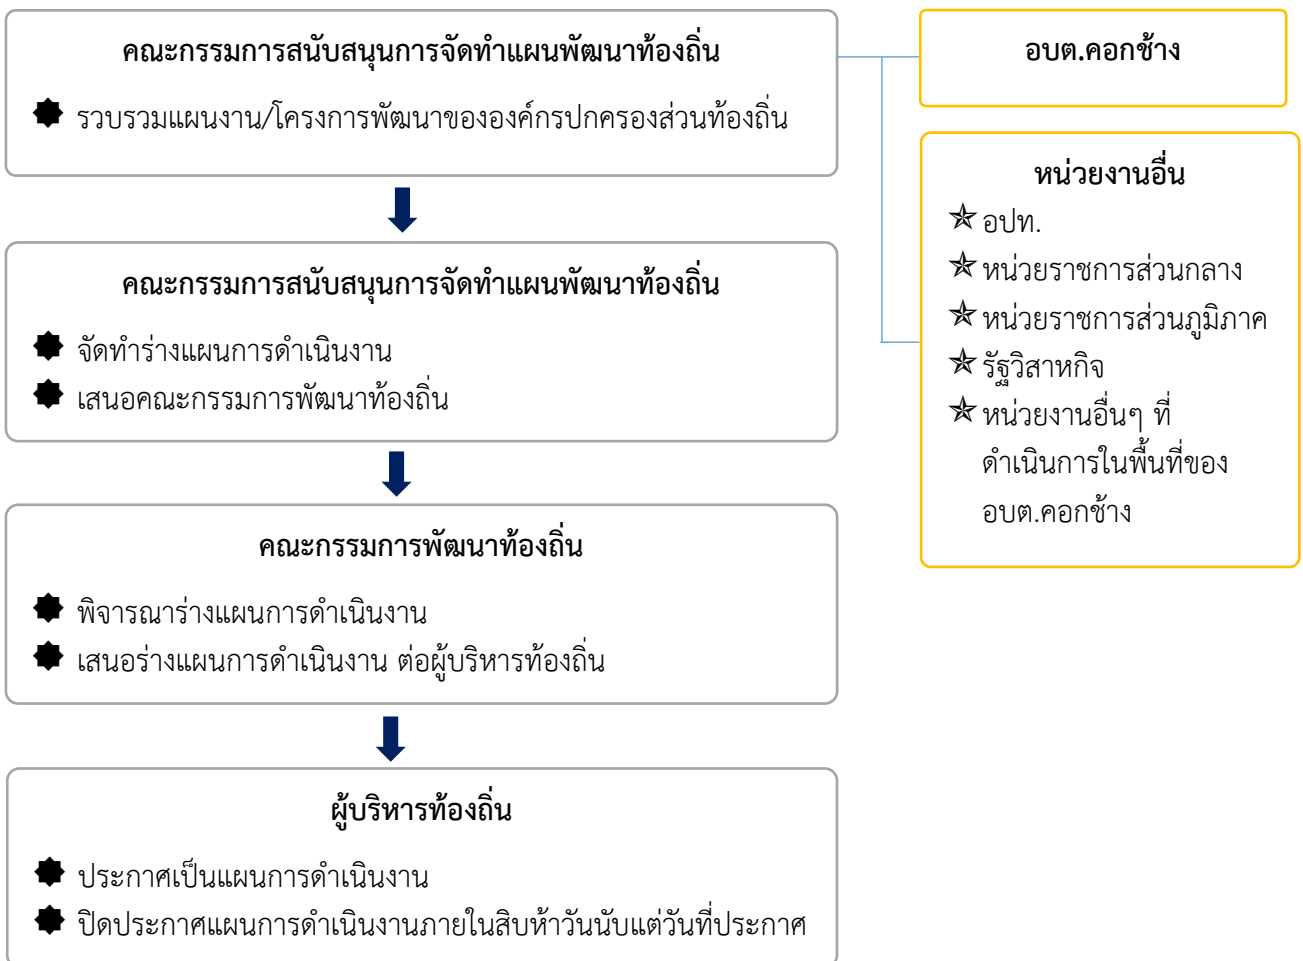 คณะกรรมการสนับสนุนการจัดทำแผนพัฒนาท้องถิ่น
รวบรวมแผนงาน/โครงการพัฒนาขององค์กรปกครองส่วนท้องถิ่น
อบต.คอกช้าง
หน่วยงานอื่น
อปท.
หน่วยราชการส่วนกลาง
หน่วยราชการส่วนภูมิภาค
รัฐวิสาหกิจ
หน่วยงานอื่นๆ ที่
ดำเนินการในพื้นที่ของ
อบต.คอกช้าง
คณะกรรมการสนับสนุนการจัดทำแผนพัฒนาท้องถิ่น
จัดทำร่างแผนการดำเนินงาน
เสนอคณะกรรมการพัฒนาท้องถิ่น
คณะกรรมการพัฒนาท้องถิ่น
พิจารณาร่างแผนการดำเนินงาน
เสนอร่างแผนการดำเนินงาน ต่อผู้บริหารท้องถิ่น
ผู้บริหารท้องถิ่น
ประกาศเป็นแผนการดำเนินงาน
ปิดประกาศแผนการดำเนินงานภายในสิบห้าวันนับแต่วันที่ประกาศ